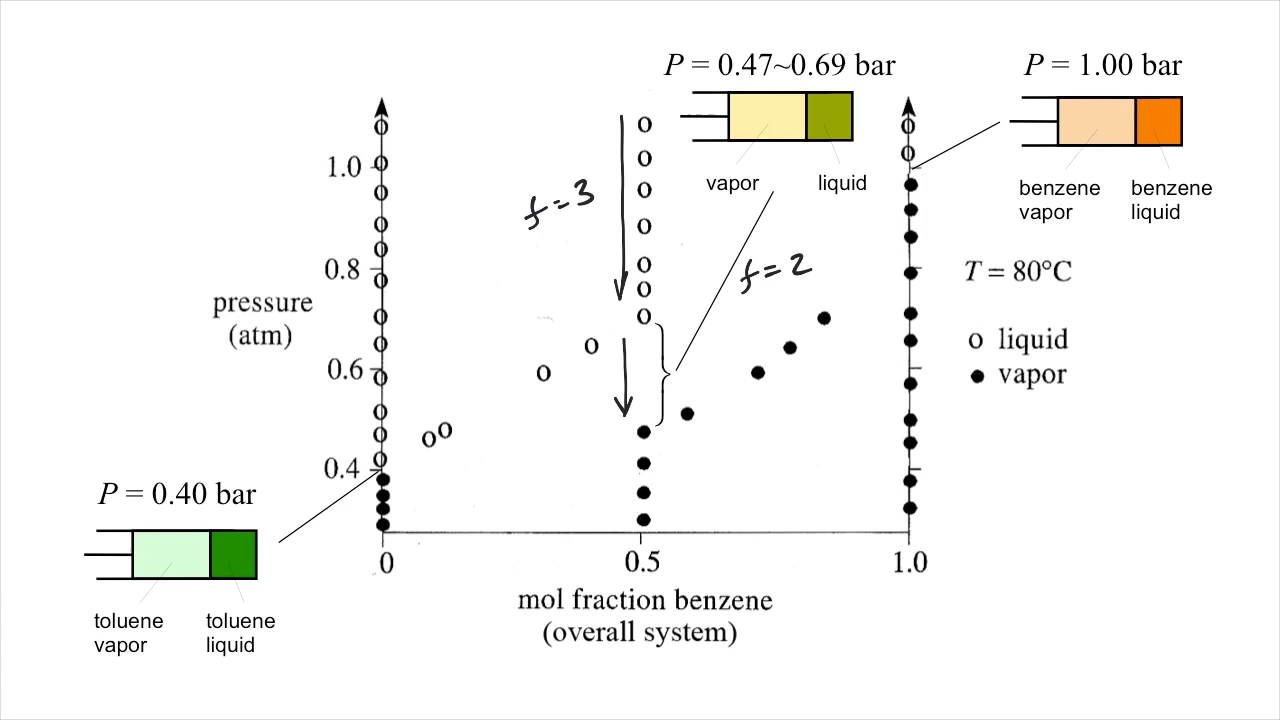 P = 0.47~0.69 bar
P = 1.00 bar
vapor
liquid
benzene
vapor
benzene
liquid
f=3
f=2
1.0
0.8
0.6
0.4
pressure
(atm)
T = 80°C
o liquid
● vapor
P = 0.40 bar
toluene
vapor
toluene
liquid
0
0.5
1.0
mol fraction benzene
(overall system)